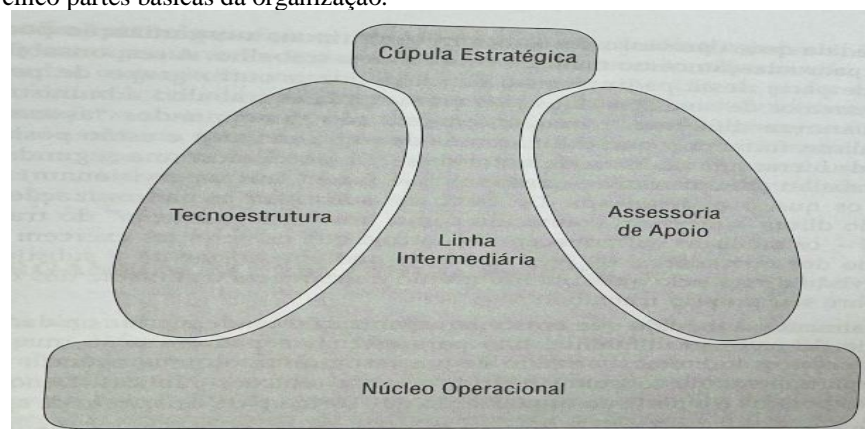 cinco partes básicas da organização.
Cúpula Estratégica
Tecnoestrutura
Assessoria
de Apoio
Linha
Intermediária
Núcleo Operacional